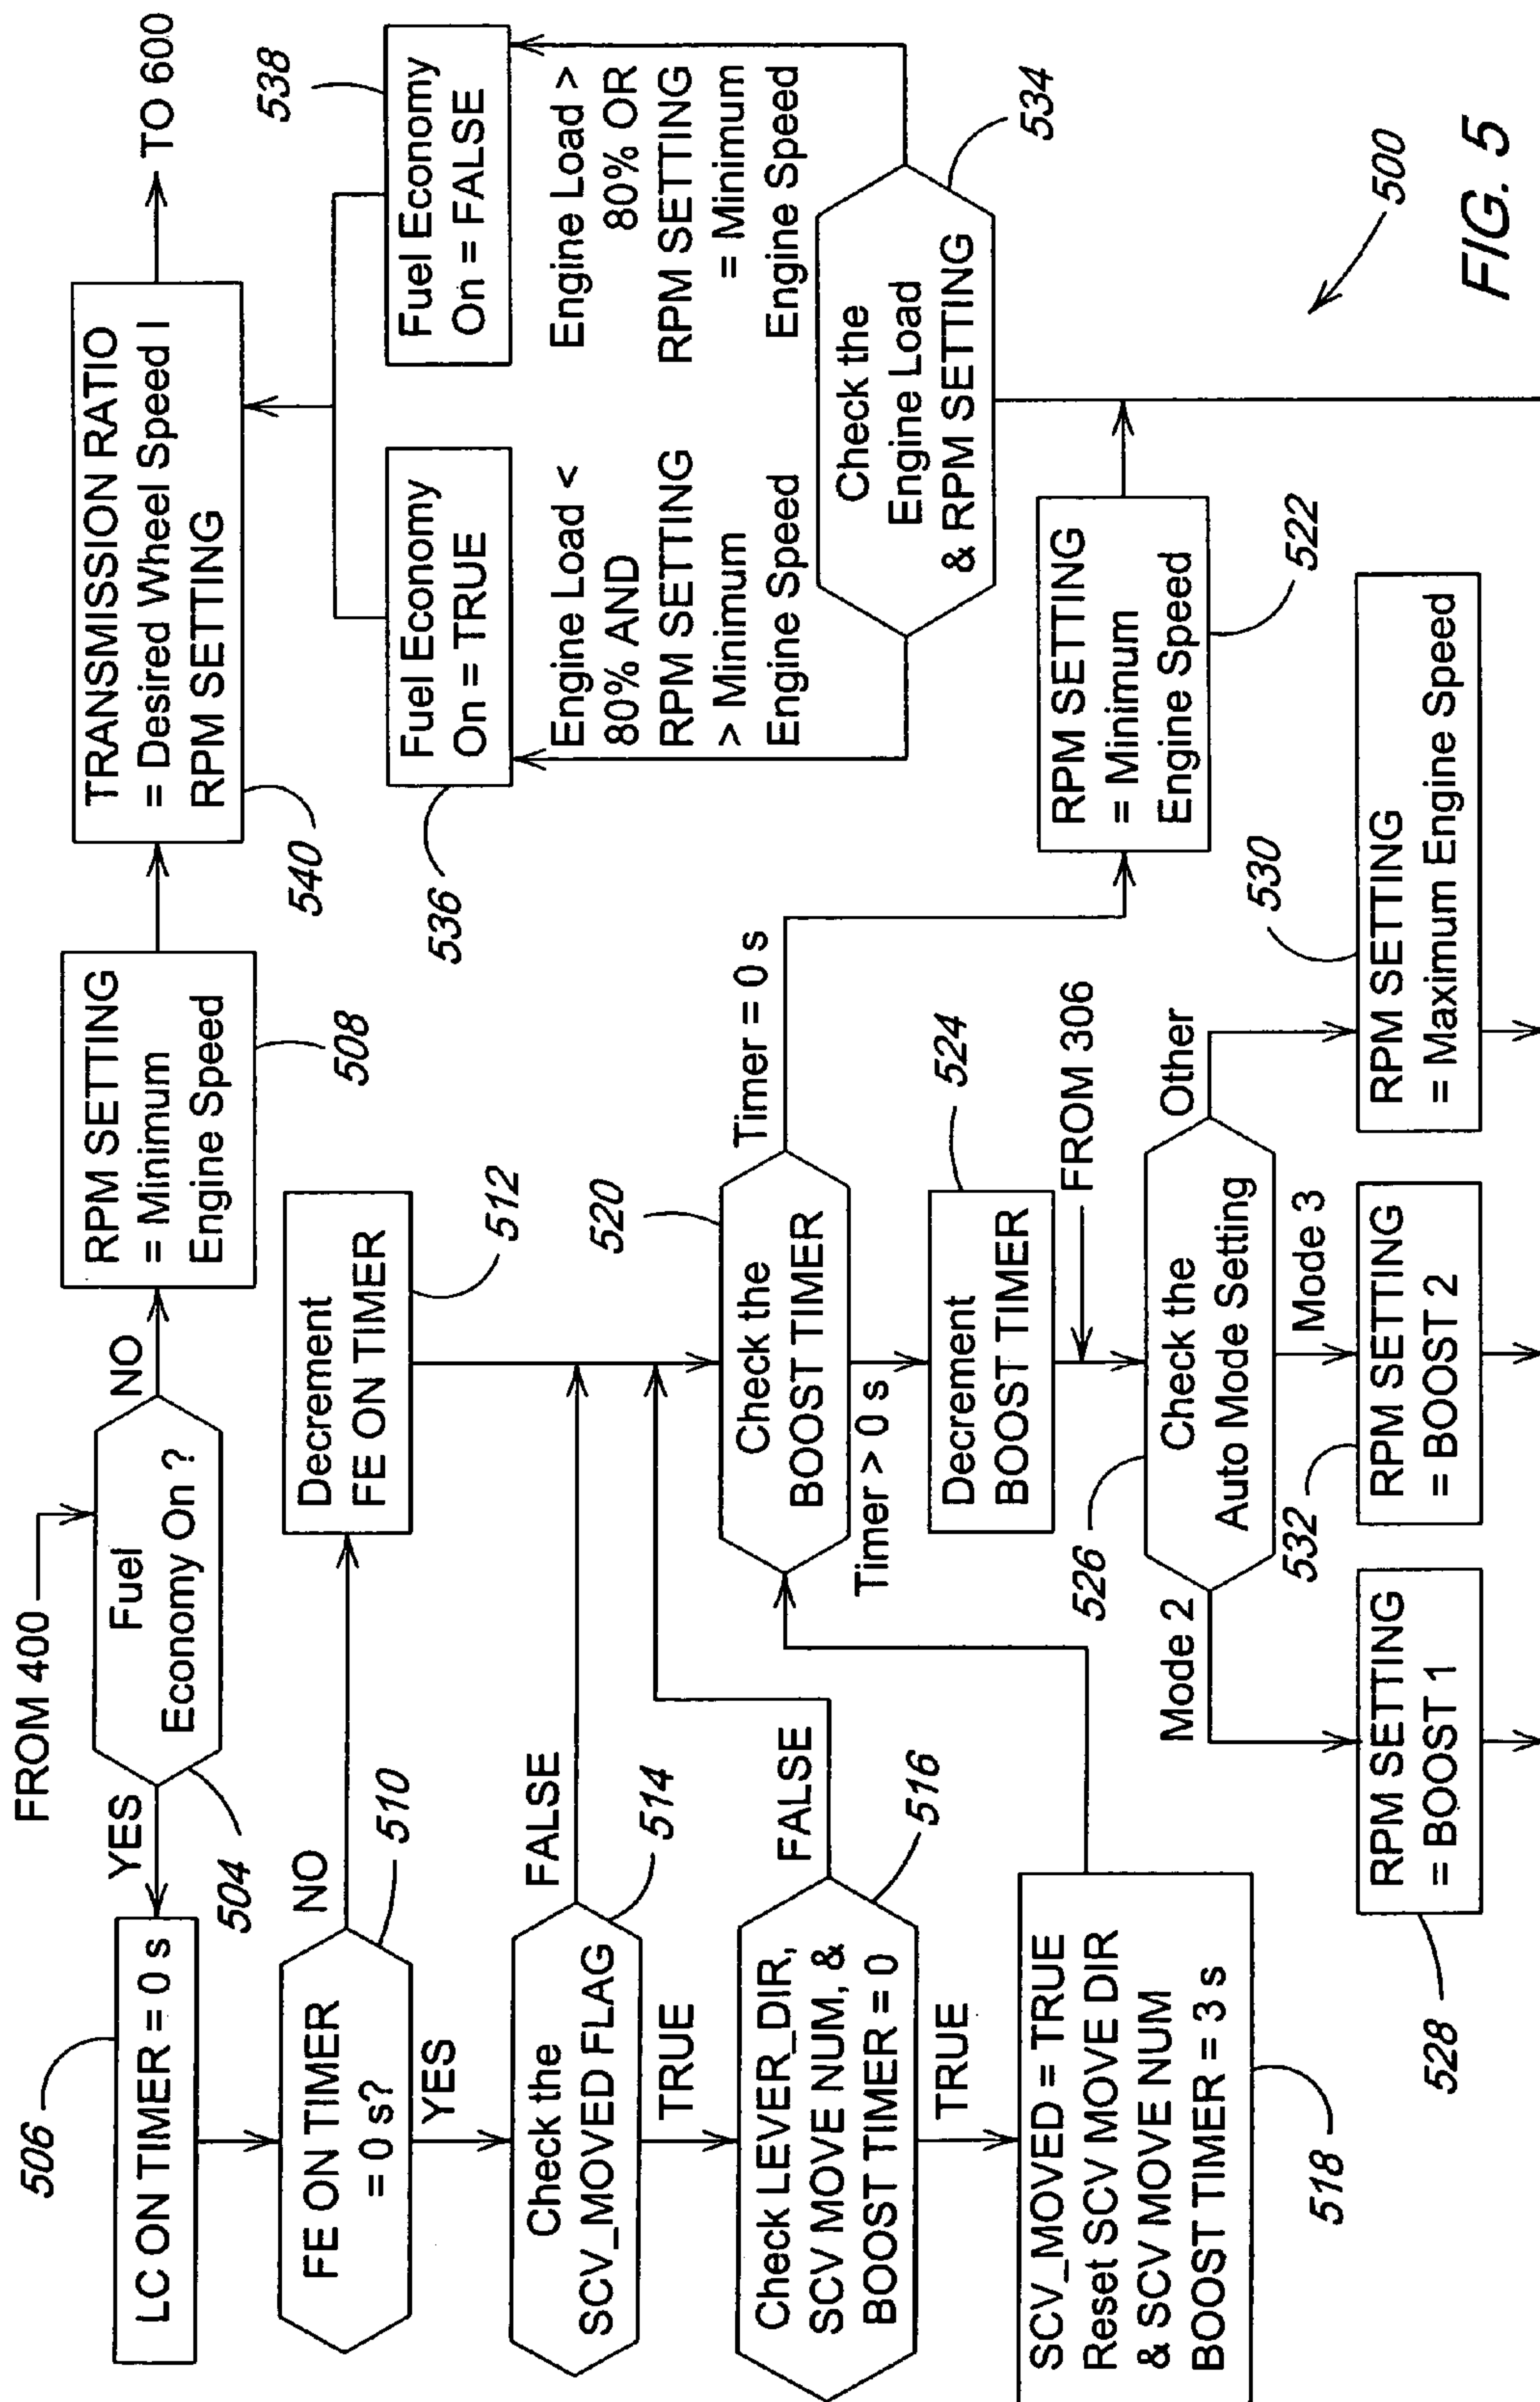 FROM 400
Fuel
Economy On ?
504
YES
NO
LC ON TIMER = 0 s
506
RPM SETTING
= Minimum
Engine Speed
508
TRANSMISSION RATIO
= Desired Wheel Speed I
RPM SETTING
540
TO 600
FE ON TIMER
= 0 s?
510
NO
YES
Decrement
FE ON TIMER
512
Check the
SCV_MOVED FLAG
514
FALSE
TRUE
Check LEVER_DIR,
SCV MOVE NUM, &
BOOST TIMER = 0
516
FALSE
TRUE
SCV_MOVED = TRUE
Reset SCV MOVE DIR
& SCV MOVE NUM
BOOST TIMER = 3 s
518
Check the
BOOST TIMER
520
Timer = 0 s
Timer > 0 s
RPM SETTING
= Minimum
Engine Speed
522
Decrement
BOOST TIMER
524
FROM 306
Check the
Auto Mode Setting
526
Mode 2
Mode 3
Other
RPM SETTING
= BOOST 1
528
RPM SETTING
= BOOST 2
532
RPM SETTING
= Maximum Engine Speed
530
Check the
Engine Load
& RPM SETTING
534
Engine Load <
80% AND
RPM SETTING
> Minimum
Engine Speed
Engine Load >
80% OR
RPM SETTING
= Minimum
Engine Speed
Fuel Economy
On = TRUE
536
Fuel Economy
On = FALSE
538
500
FIG. 5